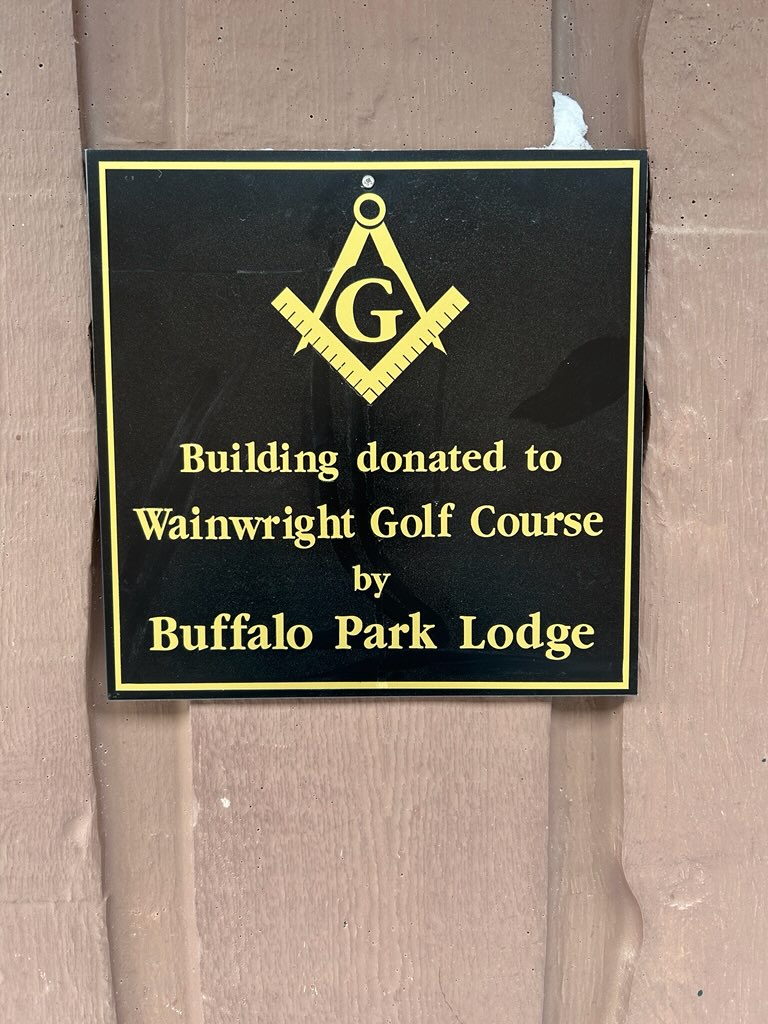 G
Building donated to
Wainwright Golf Course
by
Buffalo Park Lodge